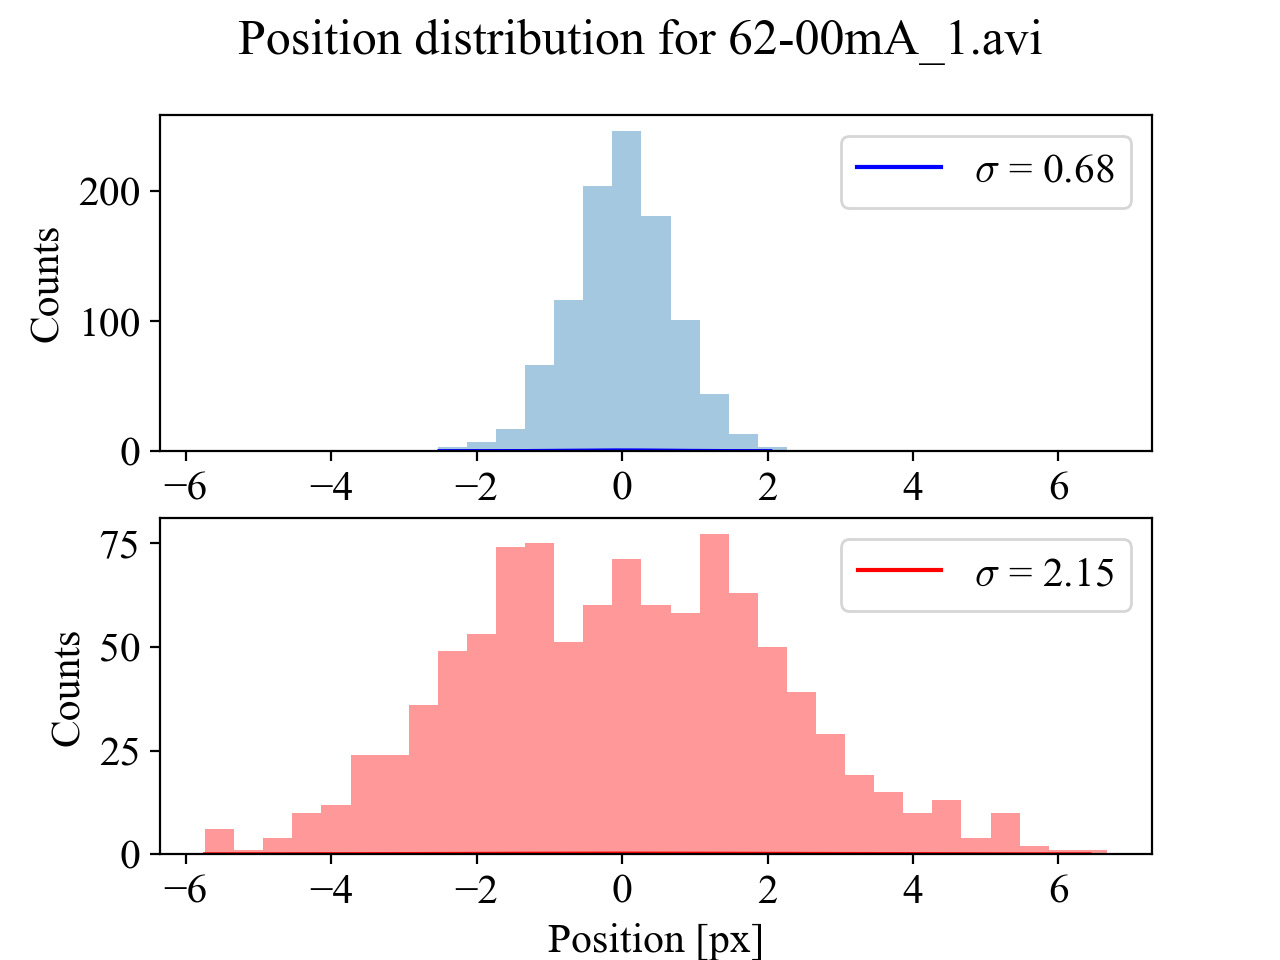 Position distribution for 62-00mA_1.avi
Counts
200
100
0
σ = 0.68
−6 −4 −2 0 2 4 6
Counts
75
50
25
0
σ = 2.15
−6 −4 −2 0 2 4 6
Position [px]